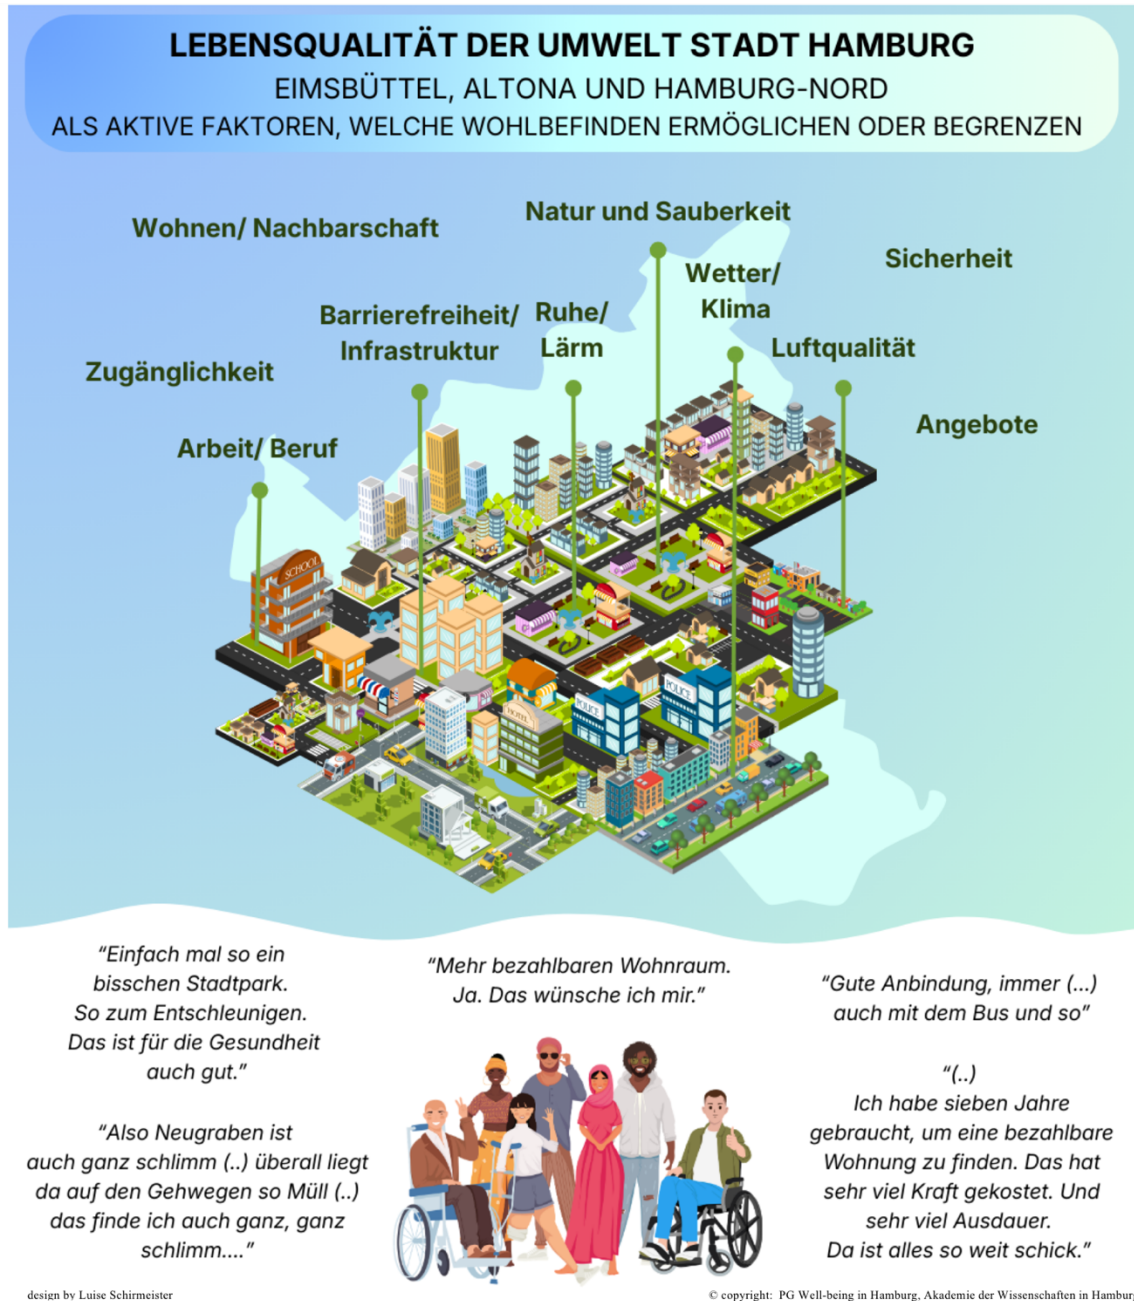 LEBENSQUALITÄT DER UMWELT STADT HAMBURG
EIMSBÜTTEL, ALTONA UND HAMBURG-NORD
ALS AKTIVE FAKTOREN, WELCHE WOHLBEFINDEN ERMÖGLICHEN ODER BEGRENZEN
Wohnen/ Nachbarschaft
Natur und Sauberkeit
Sicherheit
Wetter/
Klima
Barrierefreiheit/
Infrastruktur
Ruhe/
Lärm
Luftqualität
Zugänglichkeit
Angebote
Arbeit/ Beruf
SCHOOL
POLICE
POLICE
HOTEL
“Einfach mal so ein
bisschen Stadtpark.
So zum Entschleunigen.
Das ist für die Gesundheit
auch gut.”
“Mehr bezahlbaren Wohnraum.
Ja. Das wünsche ich mir.”
“Gute Anbindung, immer (...)
auch mit dem Bus und so”
“Also Neugraben ist
auch ganz schlimm (..) überall liegt
da auf den Gehwegen so Müll (..)
das finde ich auch ganz, ganz
schlimm....”
“(..)
Ich habe sieben Jahre
gebraucht, um eine bezahlbare
Wohnung zu finden. Das hat
sehr viel Kraft gekostet. Und
sehr viel Ausdauer.
Da ist alles so weit schick.”
design by Luise Schirmeister
© copyright: PG Well-being in Hamburg, Akademie der Wissenschaften in Hamburg